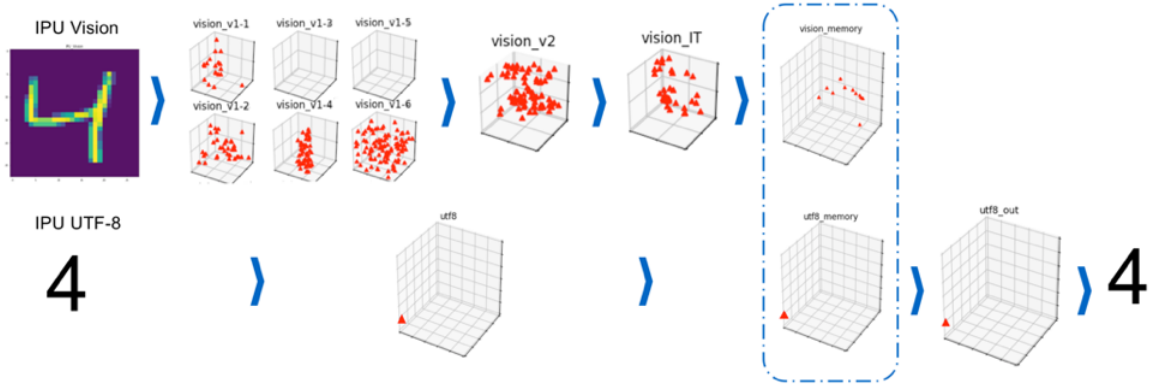 IPU Vision
vision_v1-1
vision_v1-3
vision_v1-5
vision_v1-2
vision_v1-4
vision_v1-6
vision_v2
vision_IT
vision_memory
IPU UTF-8
4
utf8
utf8_memory
utf8_out
4